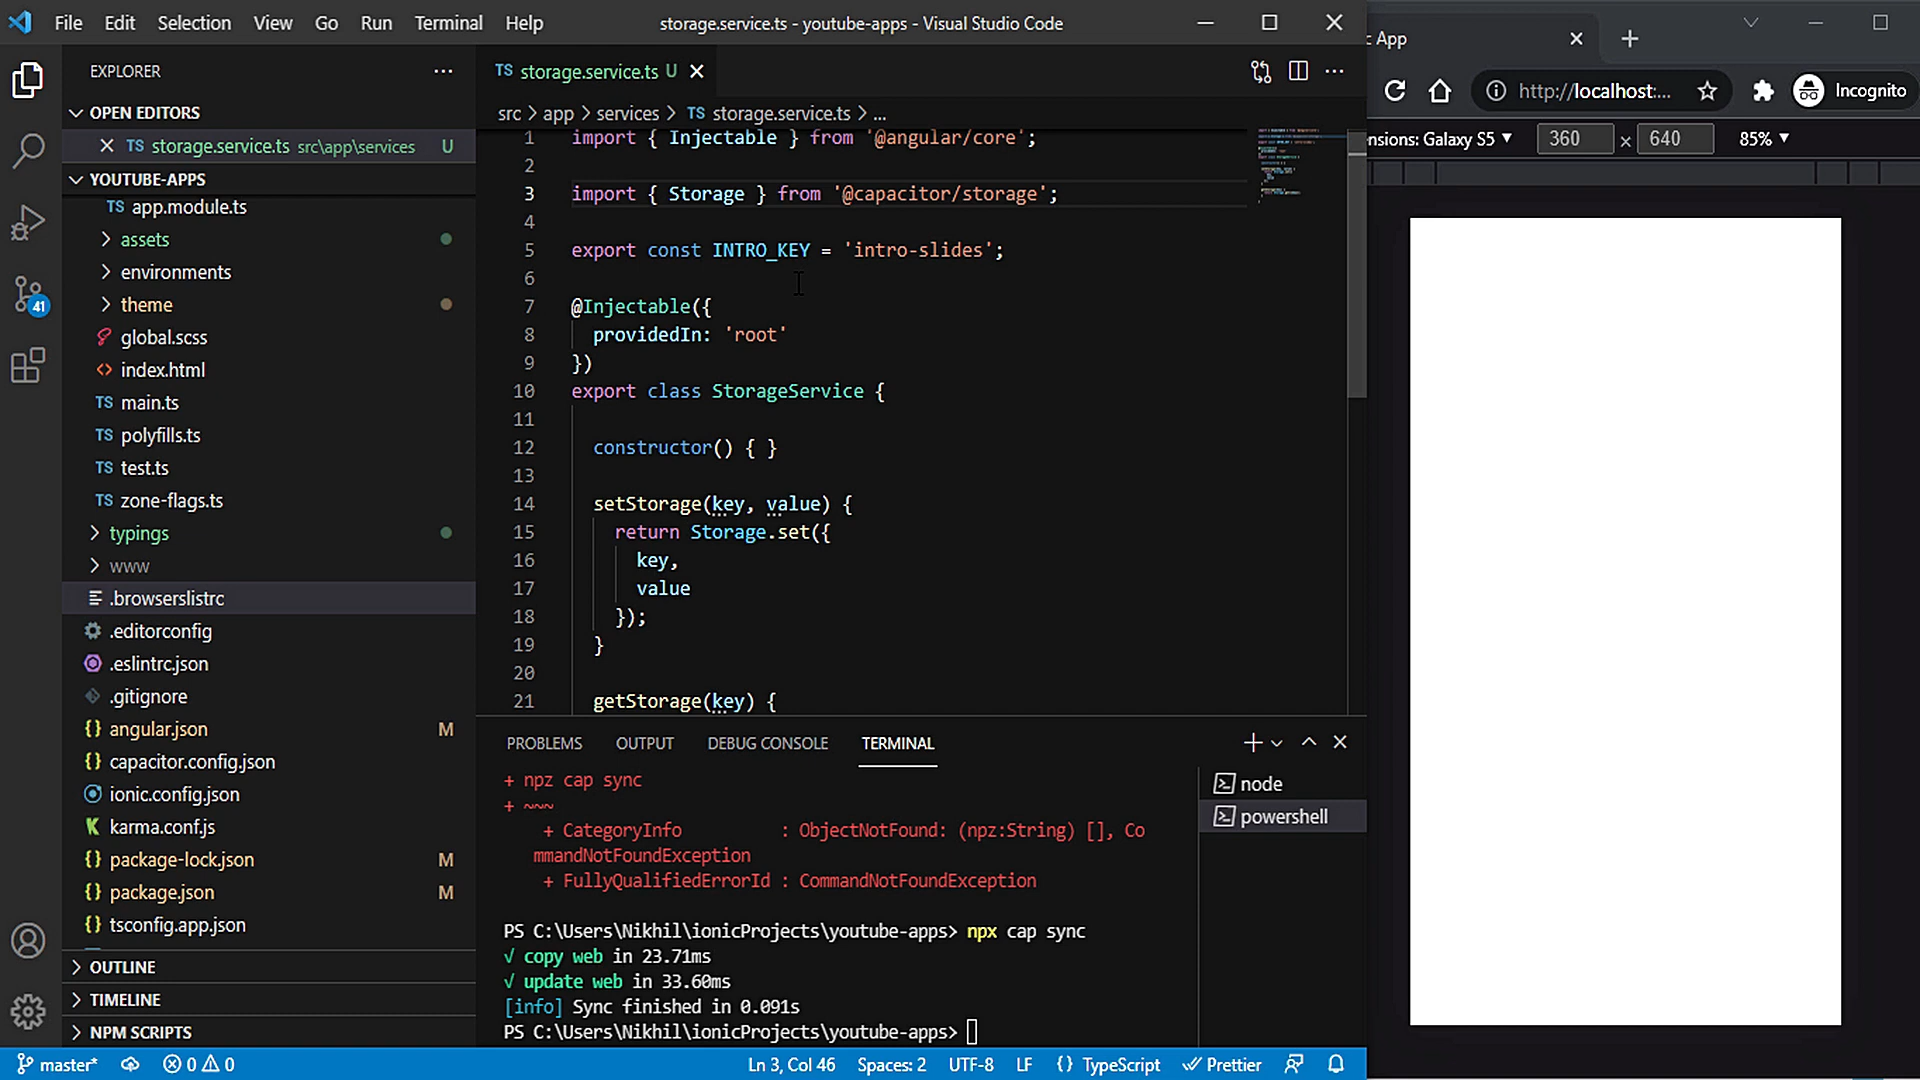 File Edit Selection View Go Run Terminal Help
storage.service.ts - youtube-apps - Visual Studio Code
EXPLORER
OPEN EDITORS
TS storage.service.ts src\app\services U
YOUTUBE-APPS
TS app.module.ts
assets
environments
theme
global.scss
<> index.html
TS main.ts
TS polyfills.ts
TS test.ts
TS zone-flags.ts
typings
www
.browserslistrc
.editorconfig
.eslintrc.json
.gitignore
{} angular.json M
{} capacitor.config.json
ionic.config.json
karma.conf.js
{} package-lock.json M
{} package.json M
{} tsconfig.app.json
OUTLINE
TIMELINE
NPM SCRIPTS
41
TS storage.service.ts U
src > app > services > TS storage.service.ts > ...
1 import { Injectable } from '@angular/core';
2
3 import { Storage } from '@capacitor/storage';
4
5 export const INTRO_KEY = 'intro-slides';
6
7 @Injectable({
8 providedIn: 'root'
9 })
10 export class StorageService {
11
12 constructor() { }
13
14 setStorage(key, value) {
15 return Storage.set({
16 key,
17 value
18 });
19 }
20
21 getStorage(key) {
PROBLEMS OUTPUT DEBUG CONSOLE TERMINAL
+ npz cap sync
+ ~~~
+ CategoryInfo : ObjectNotFound: (npz:String) [], Co
mmandNotFoundException
+ FullyQualifiedErrorId : CommandNotFoundException
PS C:\Users\Nikhil\ionicProjects\youtube-apps> npx cap sync
√ copy web in 23.71ms
√ update web in 33.60ms
[info] Sync finished in 0.091s
PS C:\Users\Nikhil\ionicProjects\youtube-apps>
node
powershell
master* 0 0 Ln 3, Col 46 Spaces: 2 UTF-8 LF {} TypeScript Prettier
c App
http://localhost:... Incognito
nsions: Galaxy S5 360 x 640 85%